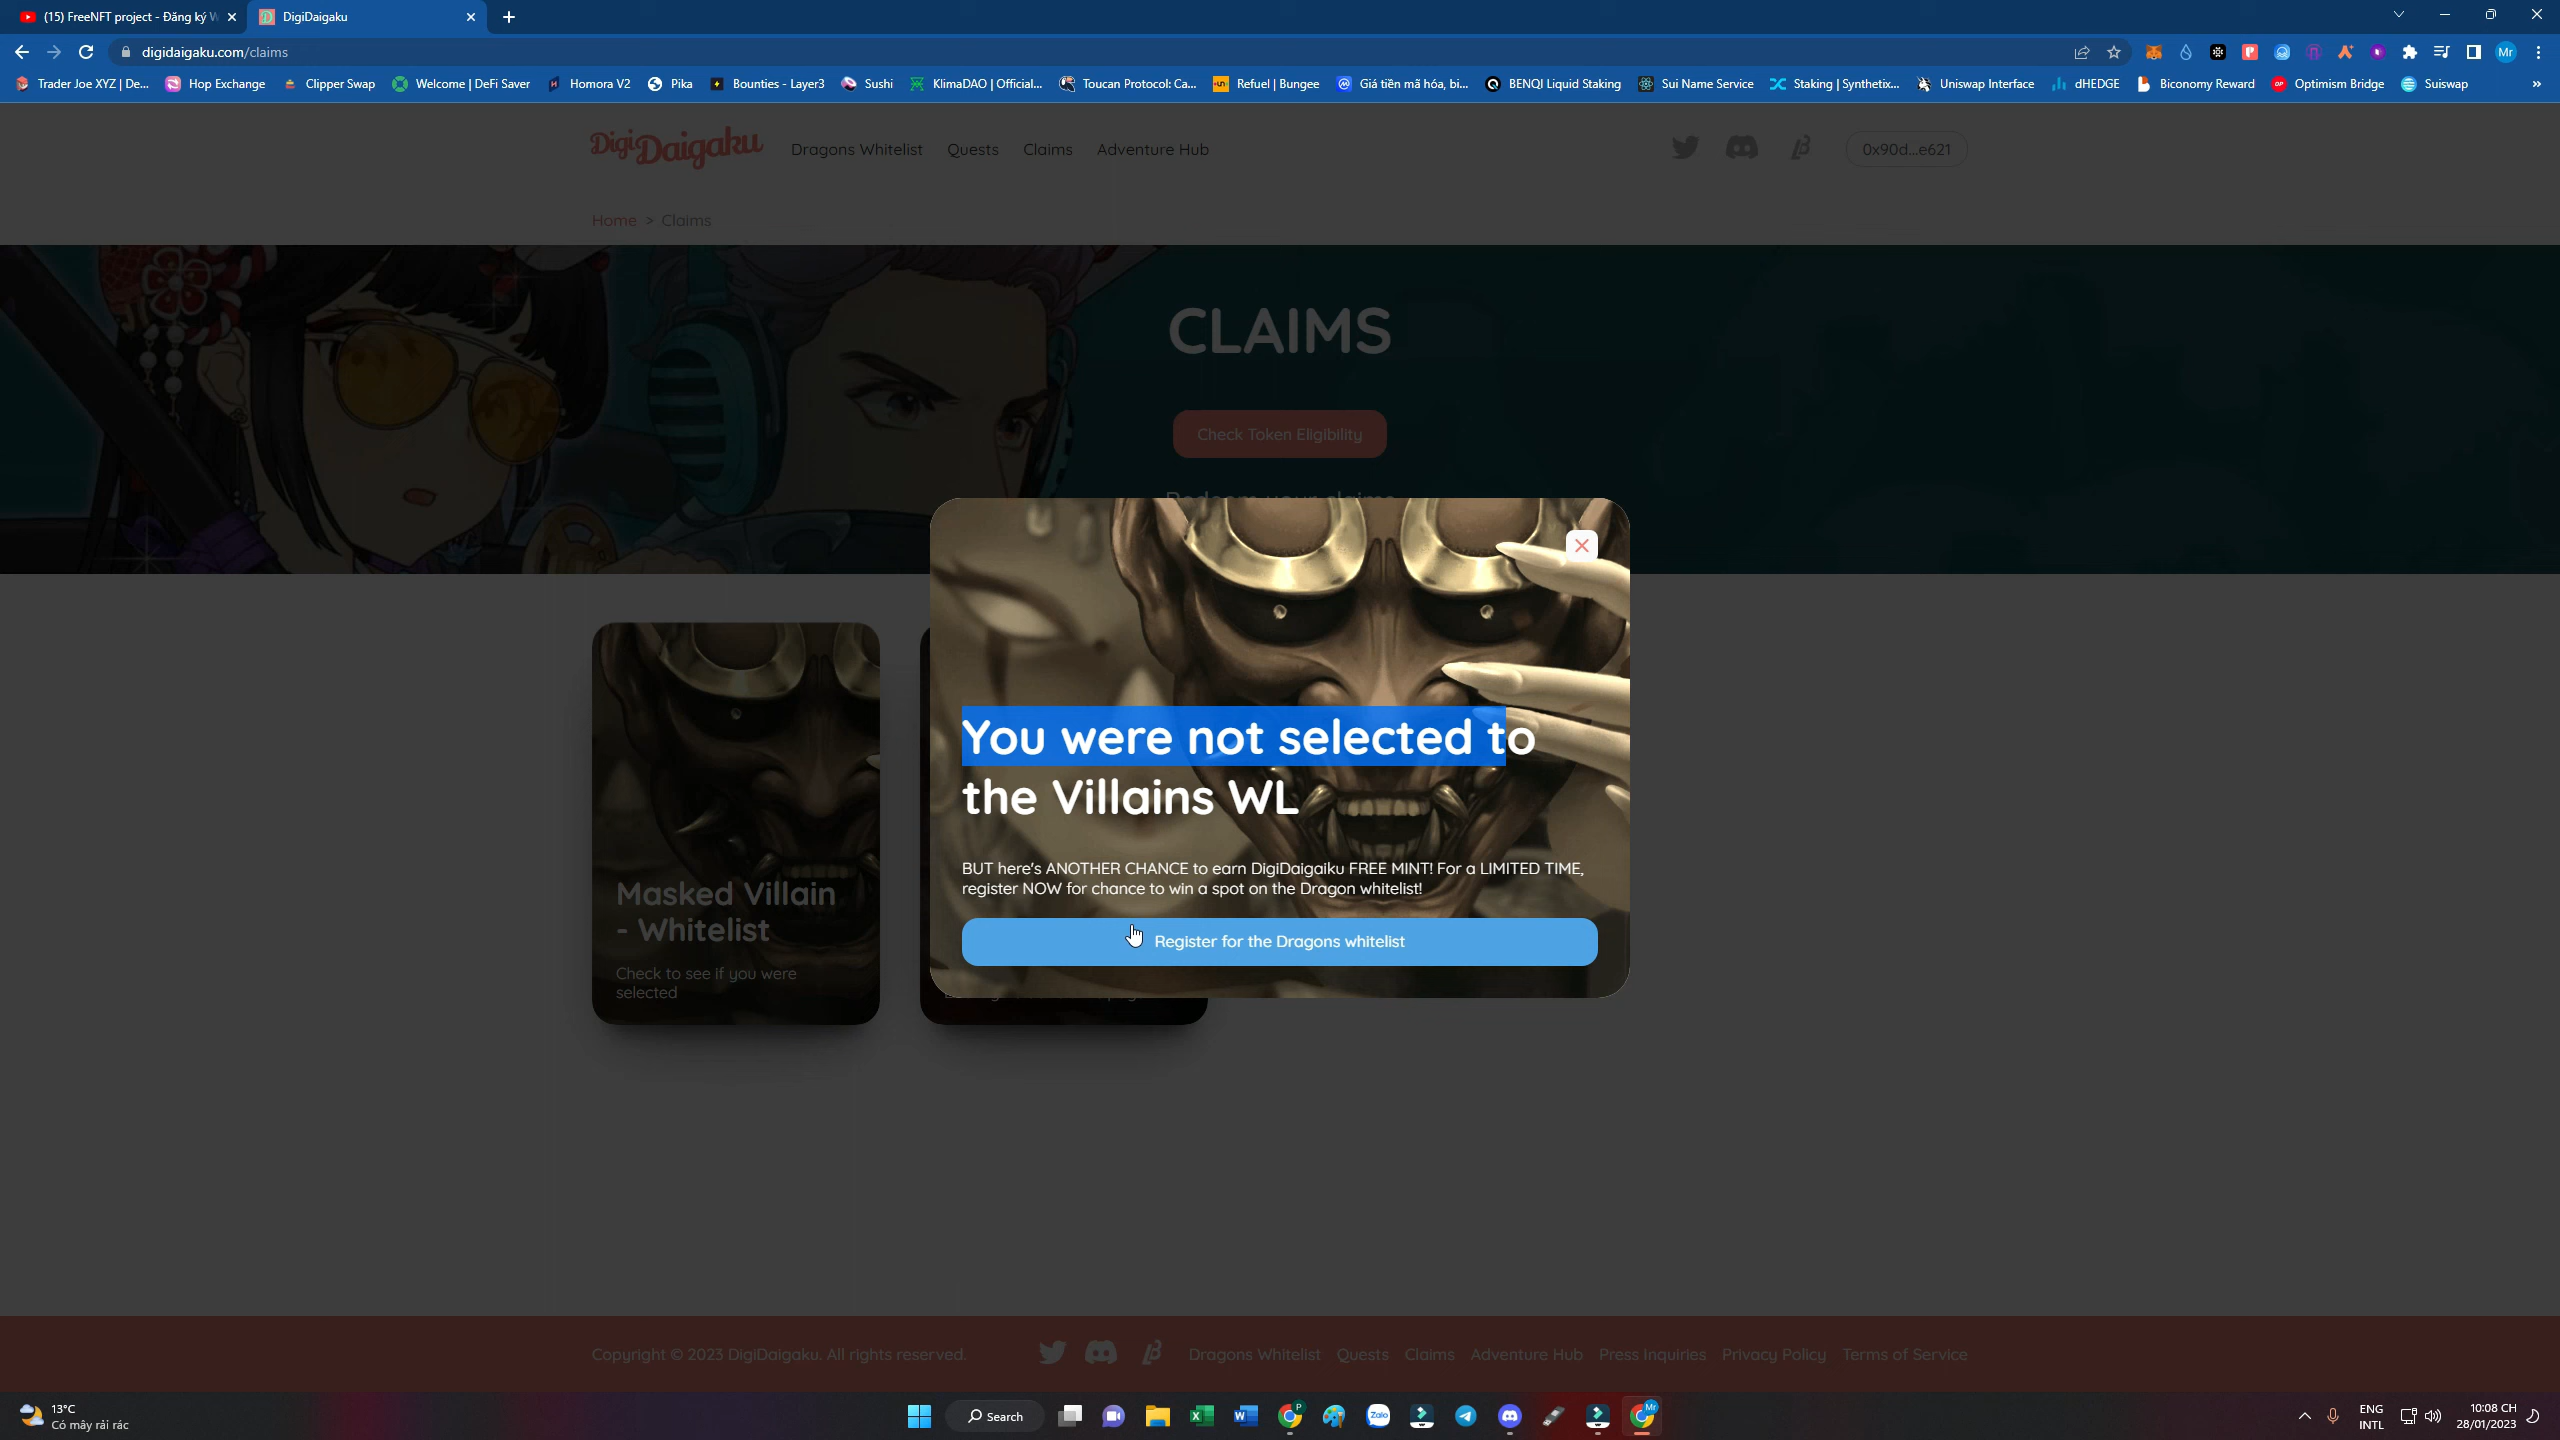 (15) FreeNFT project - Đăng ký W
DigiDaigaku
digidaigaku.com/claims
Mr
Trader Joe XYZ | De...
Hop Exchange
Clipper Swap
Welcome | DeFi Saver
Homora V2
Pika
Bounties - Layer3
Sushi
KlimaDAO | Official...
Toucan Protocol: Ca...
Refuel | Bungee
Giá tiền mã hóa, bi...
BENQI Liquid Staking
Sui Name Service
Staking | Synthetix...
Uniswap Interface
dHEDGE
Biconomy Reward
Optimism Bridge
Suiswap
»
DigiDaigaku
Dragons Whitelist
Quests
Claims
Adventure Hub
0x90d...e621
Home > Claims
CLAIMS
Check Token Eligibility
You were not selected to
the Villains WL
BUT here's ANOTHER CHANCE to earn DigiDaigaiku FREE MINT! For a LIMITED TIME,
register NOW for chance to win a spot on the Dragon whitelist!
Register for the Dragons whitelist
Masked Villain
- Whitelist
Check to see if you were
selected
Copyright © 2023 DigiDaigaku. All rights reserved.
Dragons Whitelist
Quests
Claims
Adventure Hub
Press Inquiries
Privacy Policy
Terms of Service
13°C
Có mây rải rác
Search
P
Zalo
Mr
ENG
INTL
10:08 CH
28/01/2023